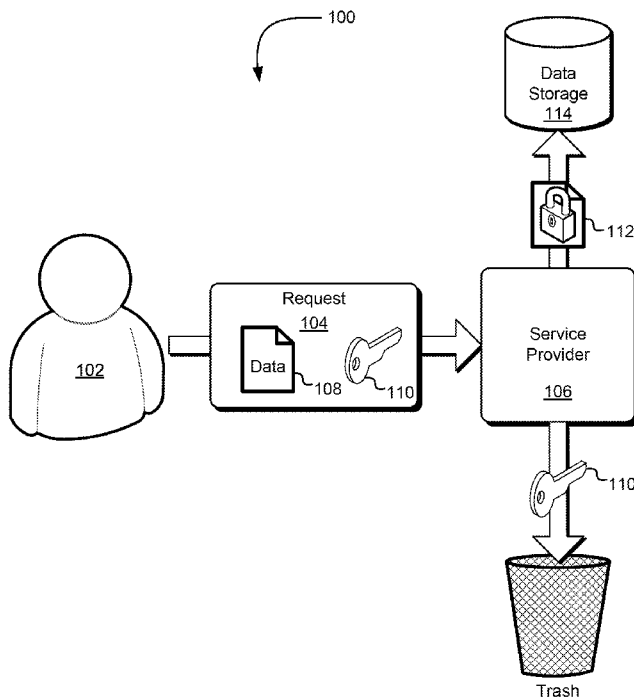 100
Data
Storage
114
112
Request
104
Data
108
110
102
Service
Provider
106
110
Trash